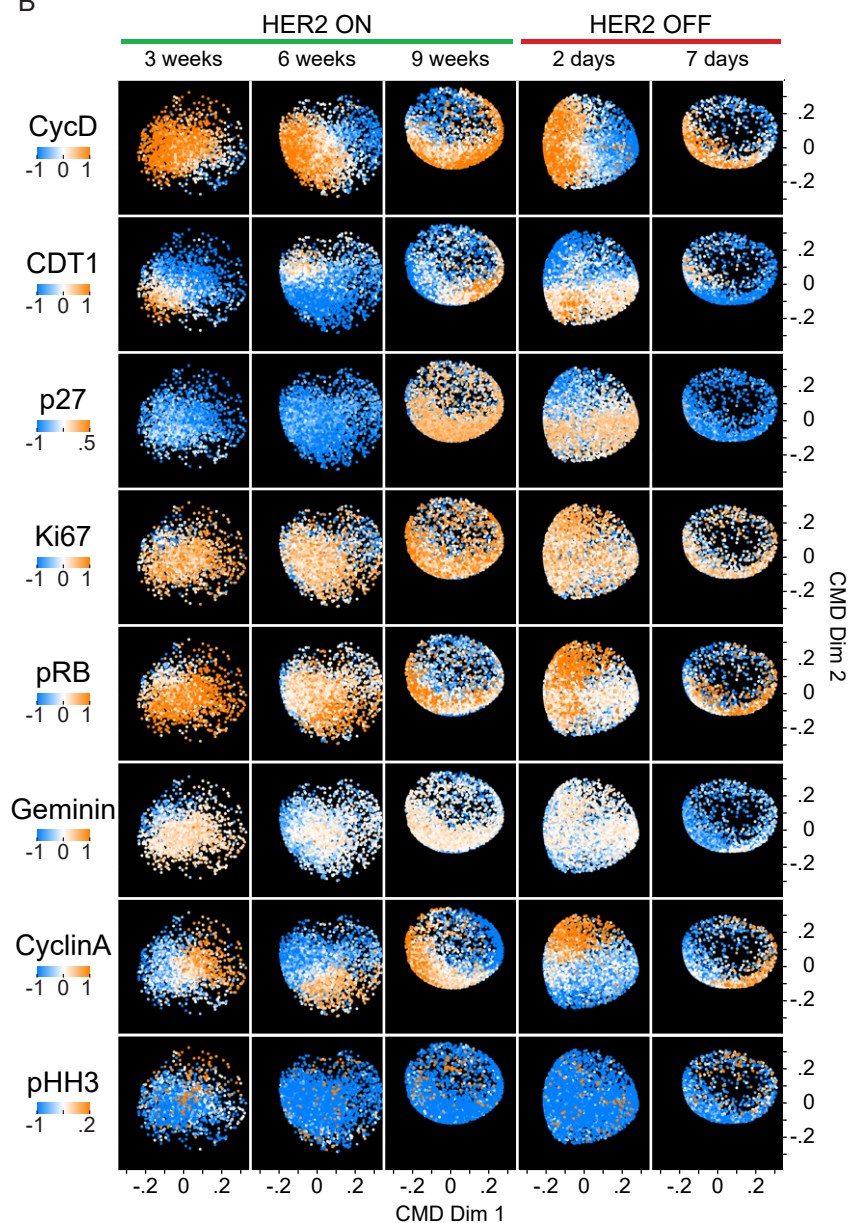 B
HER2 ON HER2 OFF
3 weeks 6 weeks 9 weeks 2 days 7 days
CycD
-1 0 1
.2
0
-.2
CDT1
-1 0 1
.2
0
-.2
p27
-1 .5
.2
0
-.2
Ki67
-1 0 1
.2
0
-.2
pRB
-1 0 1
.2
0
-.2
Geminin
-1 0 1
.2
0
-.2
CyclinA
-1 0 1
.2
0
-.2
pHH3
-1 .2
.2
0
-.2
CMD Dim 2
-.2 0 .2 -.2 0 .2 -.2 0 .2 -.2 0 .2 -.2 0 .2
CMD Dim 1